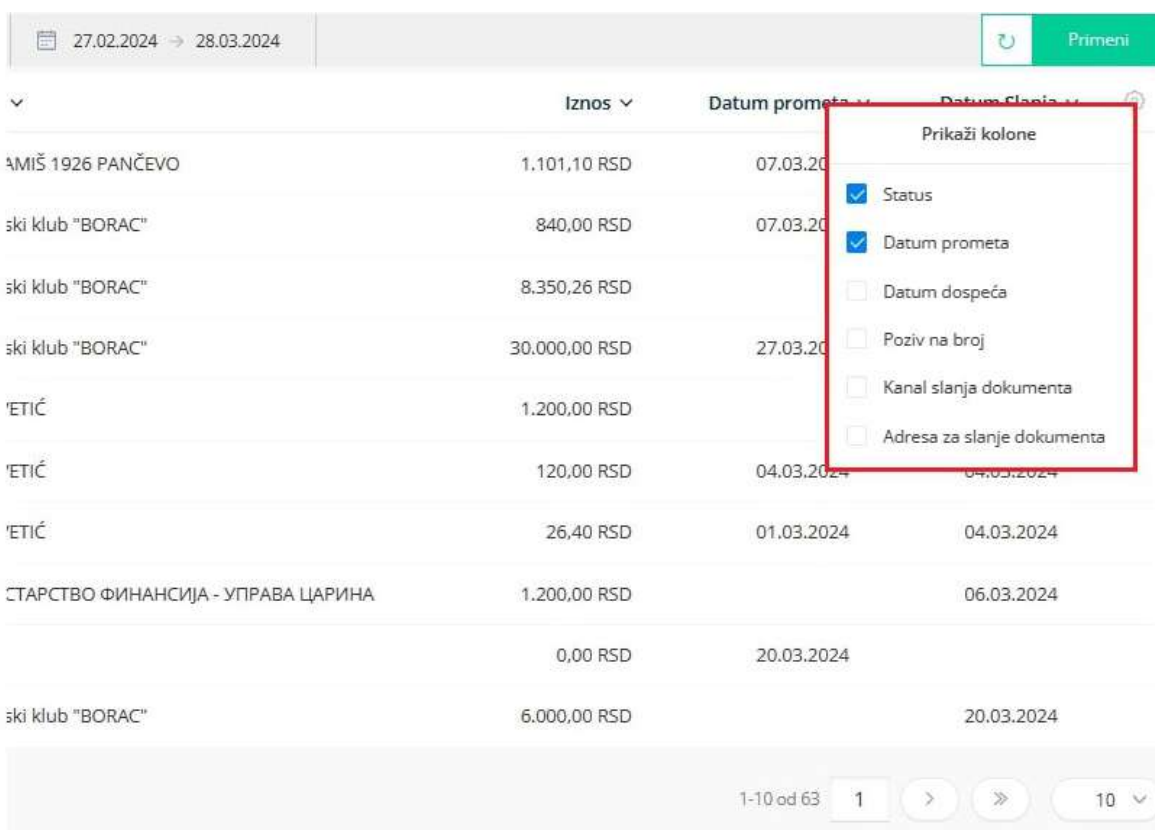 27.02.2024 → 28.03.2024 Primeni
Iznos Datum prometa Datum Slanja
Prikaži kolone
Status
Datum prometa
Datum dospeća
Poziv na broj
Kanal slanja dokumenta
Adresa za slanje dokumenta
AMIŠ 1926 PANČEVO 1.101,10 RSD 07.03.20
ski klub "BORAC" 840,00 RSD 07.03.20
ski klub "BORAC" 8.350,26 RSD
ski klub "BORAC" 30.000,00 RSD 27.03.20
ETIĆ 1.200,00 RSD
ETIĆ 120,00 RSD 04.03.2024 04.03.2024
ETIĆ 26,40 RSD 01.03.2024 04.03.2024
СТАРСТВО ФИНАНСИЈА - УПРАВА ЦАРИНА 1.200,00 RSD 06.03.2024
0,00 RSD 20.03.2024
ski klub "BORAC" 6.000,00 RSD 20.03.2024
1-10 od 63 1 10